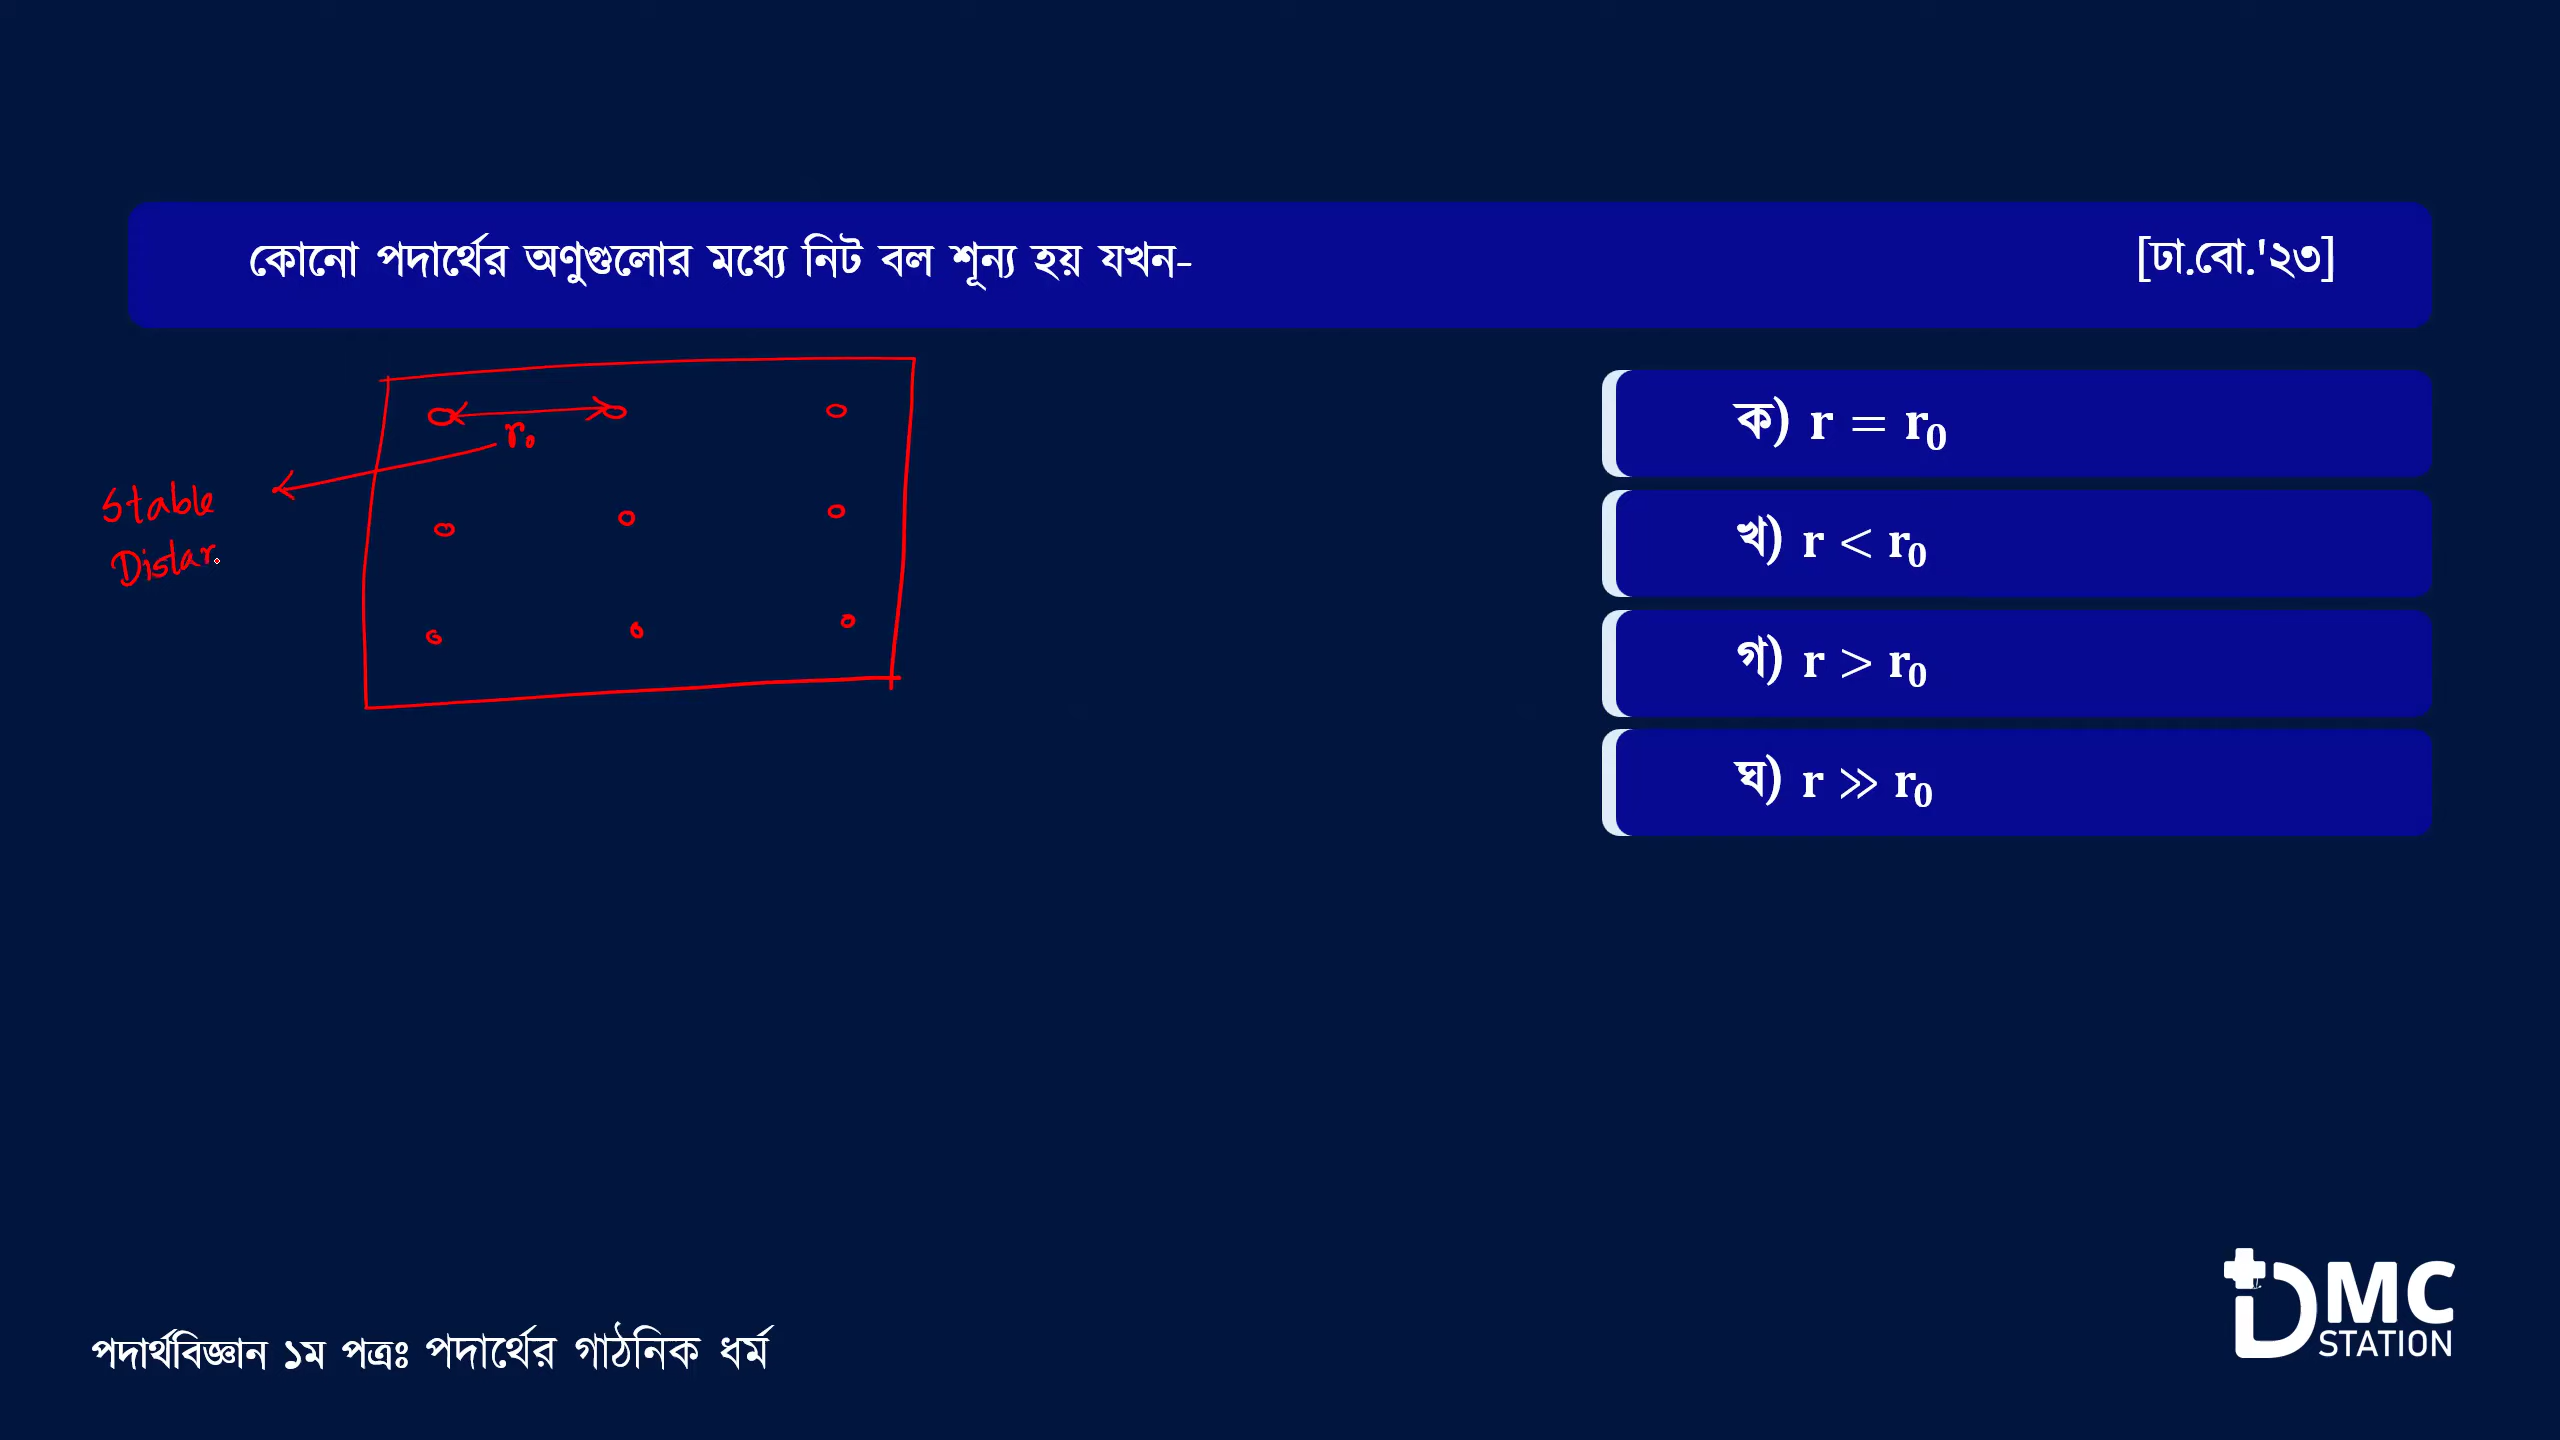 কোনো পদার্থের অণুগুলোর মধ্যে নিট বল শূন্য হয় যখন- [ঢা.বো.'২৩]
r₀
Stable
Distan
ক) r = r₀
খ) r < r₀
গ) r > r₀
ঘ) r ≫ r₀
পদার্থবিজ্ঞান ১ম পত্রঃ পদার্থের গাঠনিক ধর্ম
DMC
STATION